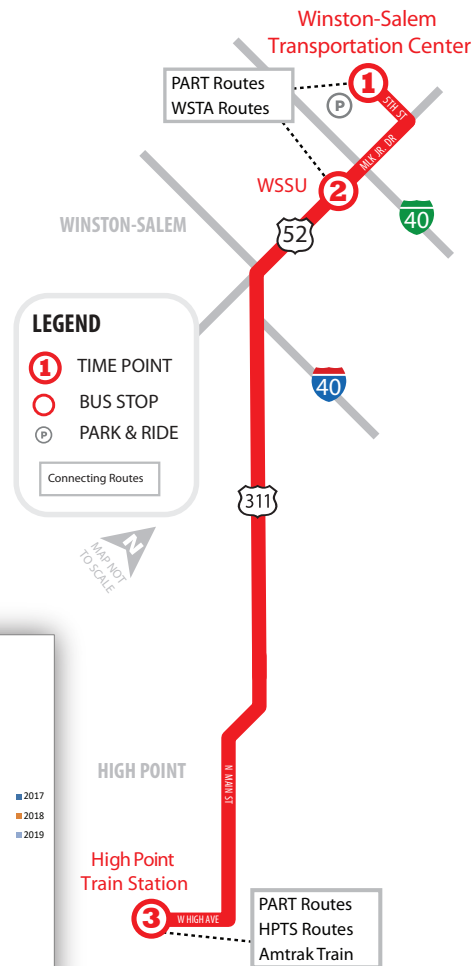 Winston-Salem
Transportation Center
1
5TH ST
P
PART Routes
WSTA Routes
MLK JR. DR
WSSU
2
40
52
WINSTON-SALEM
LEGEND
1 TIME POINT
BUS STOP
P PARK & RIDE
Connecting Routes
40
311
N
MAP NOT
TO SCALE
HIGH POINT
N MAIN ST
2017
2018
2019
High Point
Train Station
3
W HIGH AVE
PART Routes
HPTS Routes
Amtrak Train